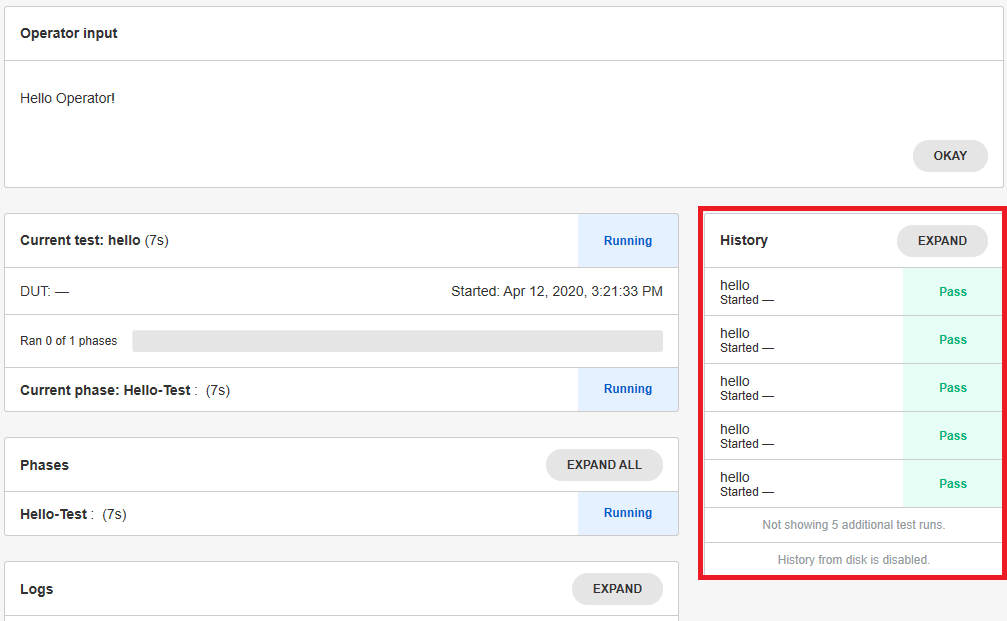 Operator input
Hello Operator!
OKAY
Current test: hello (7s)
Running
DUT: —
Started: Apr 12, 2020, 3:21:33 PM
Ran 0 of 1 phases
Current phase: Hello-Test : (7s)
Running
Phases
EXPAND ALL
Hello-Test : (7s)
Running
Logs
EXPAND
History
EXPAND
hello
Started —
Pass
hello
Started —
Pass
hello
Started —
Pass
hello
Started —
Pass
hello
Started —
Pass
Not showing 5 additional test runs.
History from disk is disabled.